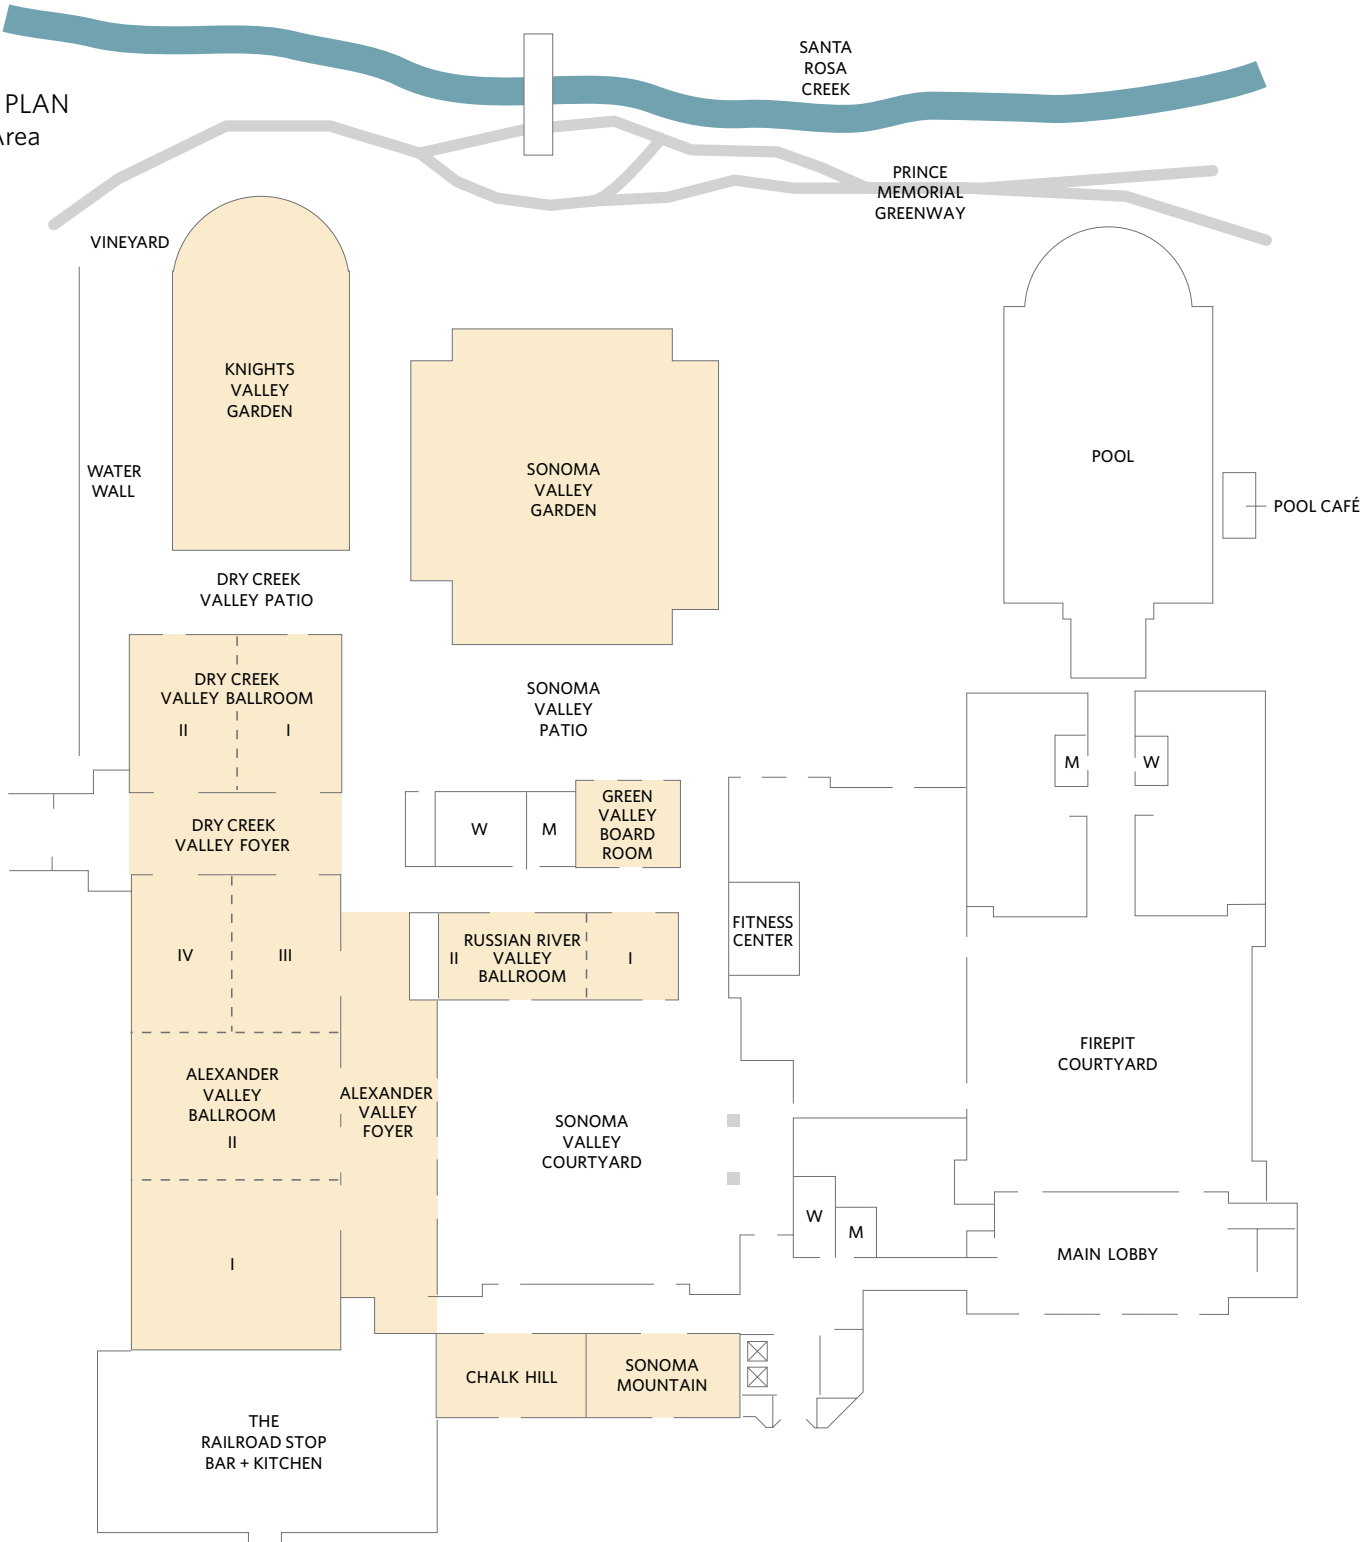 SANTA
ROSA
CREEK
PLAN
Area
PRINCE
MEMORIAL
GREENWAY
VINEYARD
KNIGHTS
VALLEY
GARDEN
WATER
WALL
SONOMA
VALLEY
GARDEN
POOL
POOL CAFÉ
DRY CREEK
VALLEY PATIO
DRY CREEK
VALLEY BALLROOM
II
I
SONOMA
VALLEY
PATIO
M
W
DRY CREEK
VALLEY FOYER
W
M
GREEN
VALLEY
BOARD
ROOM
IV
III
RUSSIAN RIVER
VALLEY
BALLROOM
II
I
FITNESS
CENTER
ALEXANDER
VALLEY
BALLROOM
II
ALEXANDER
VALLEY
FOYER
SONOMA
VALLEY
COURTYARD
FIREPIT
COURTYARD
W
M
MAIN LOBBY
I
CHALK HILL
SONOMA
MOUNTAIN
THE
RAILROAD STOP
BAR + KITCHEN